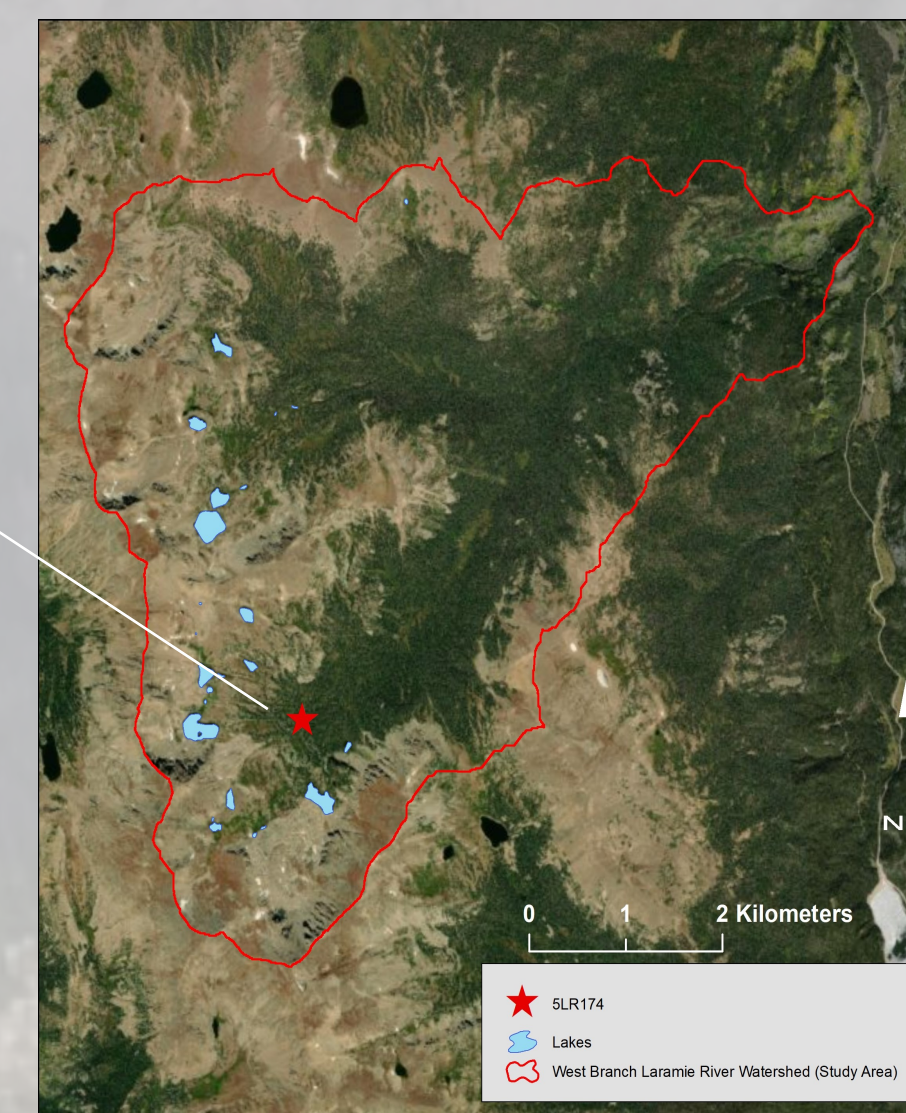 N
0 1 2 Kilometers
5LR174
Lakes
West Branch Laramie River Watershed (Study Area)